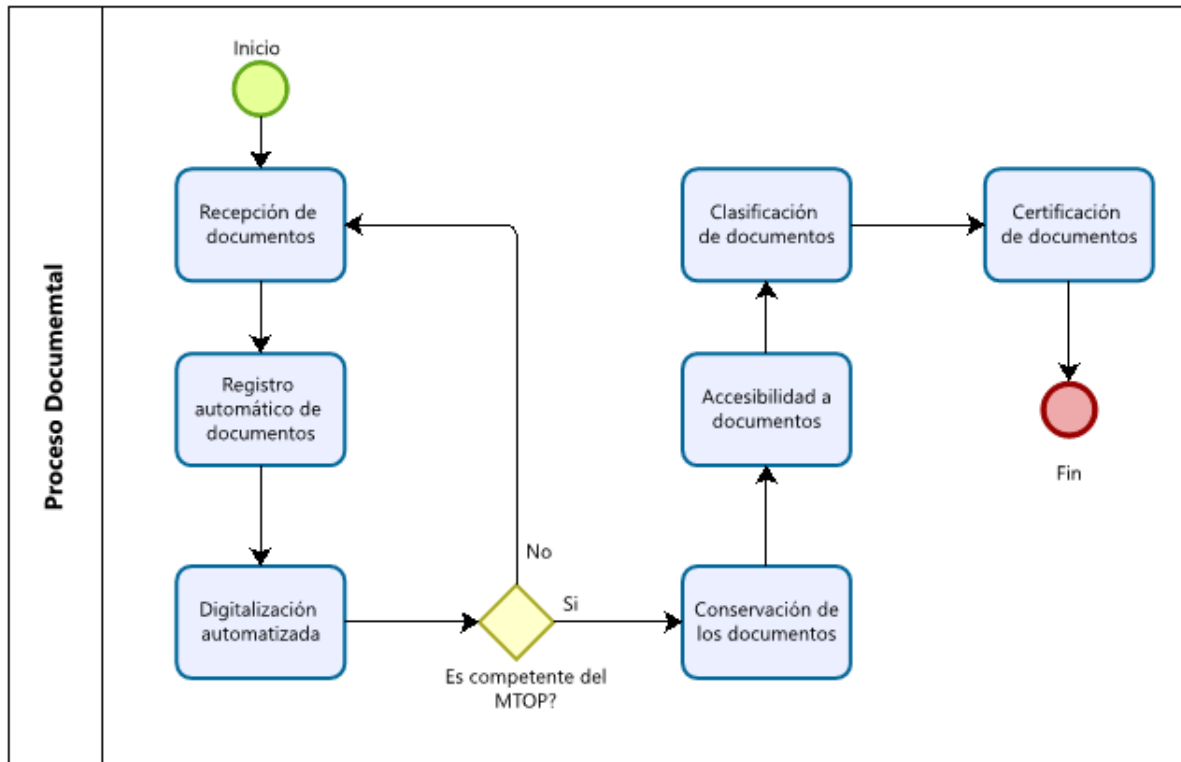 Proceso Documemtal
Inicio
Recepción de
documentos
Registro
automático de
documentos
Digitalización
automatizada
No
Si
Es competente del
MTOP?
Conservación de
los documentos
Accesibilidad a
documentos
Clasificación
de documentos
Certificación
de documentos
Fin